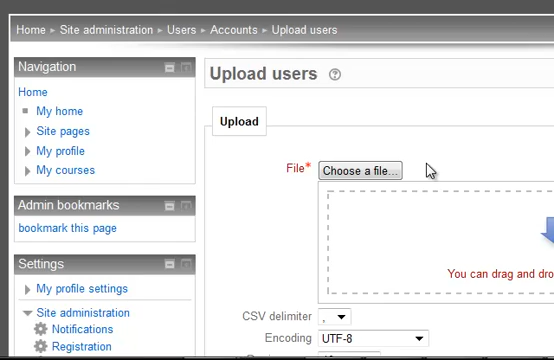 Home ▸ Site administration ▸ Users ▸ Accounts ▸ Upload users
Navigation
Home
My home
Site pages
My profile
My courses
Admin bookmarks
bookmark this page
Settings
My profile settings
Site administration
Notifications
Registration
Upload users
Upload
File*
Choose a file...
You can drag and dro
CSV delimiter ,
Encoding UTF-8